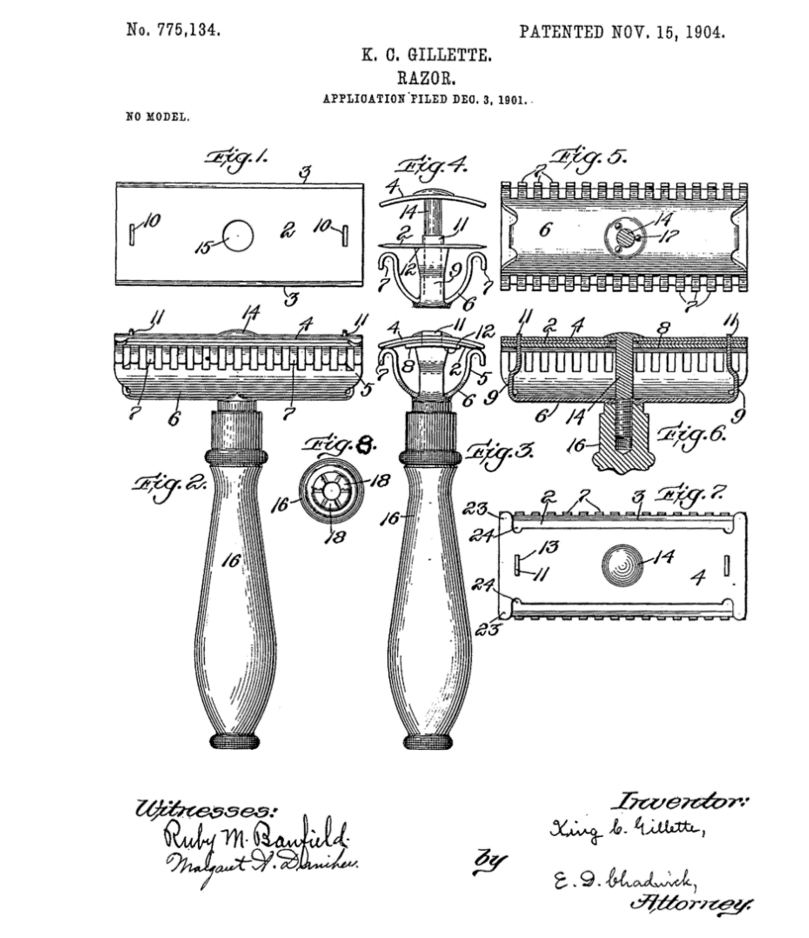 No. 775,134.
PATENTED NOV. 15, 1904.
K. C. GILLETTE.
RAZOR.
APPLICATION FILED DEC. 3, 1901.
NO MODEL.
Fig. 1.
3
10
15
2
10
3
Fig. 4.
4
14
2
11
12
9
7
6
7
Fig. 5.
7
6
14
12
7
11
14
4
11
7
6
7
5
Fig. 2.
16
4
11
12
8
2
5
6
Fig. 3.
16
11
2
4
8
11
9
6
14
9
16
Fig. 6.
Fig. 8.
16
18
18
Fig. 7.
23
2
7
3
24
13
11
14
4
24
23
Witnesses:
Ruby M. Banfield.
Inventor:
King C. Gillette,
by
E. D. Chadwick,
Attorney.